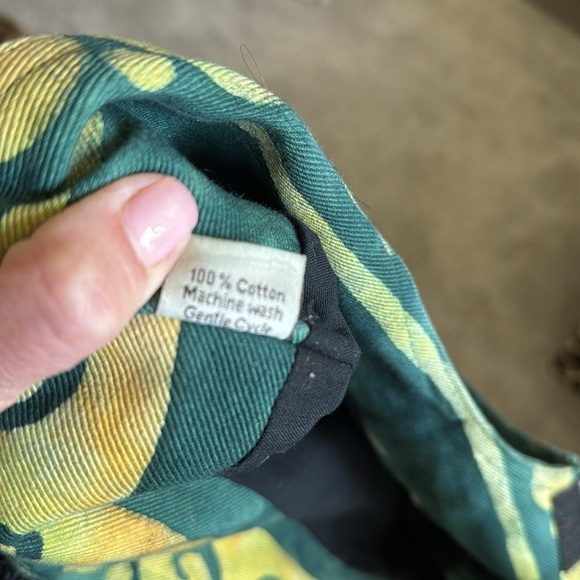 100 % Cotton
Machine wash
Gentle Cycle